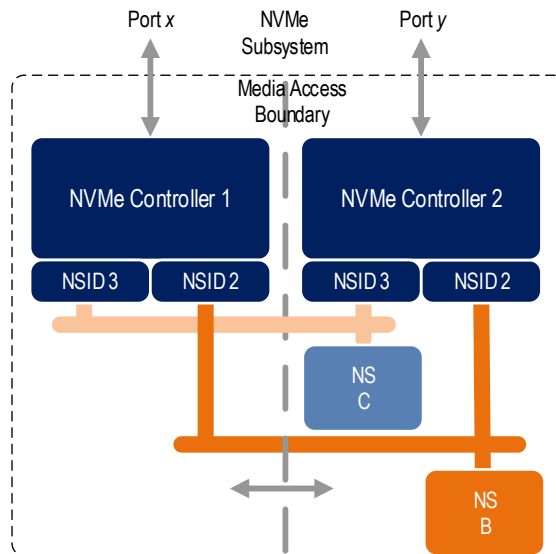 Port x
NVMe
Subsystem
Port y
Media Access
Boundary
NVMe Controller 1
NVMe Controller 2
NSID 3
NSID 2
NSID 3
NSID 2
NS
C
NS
B